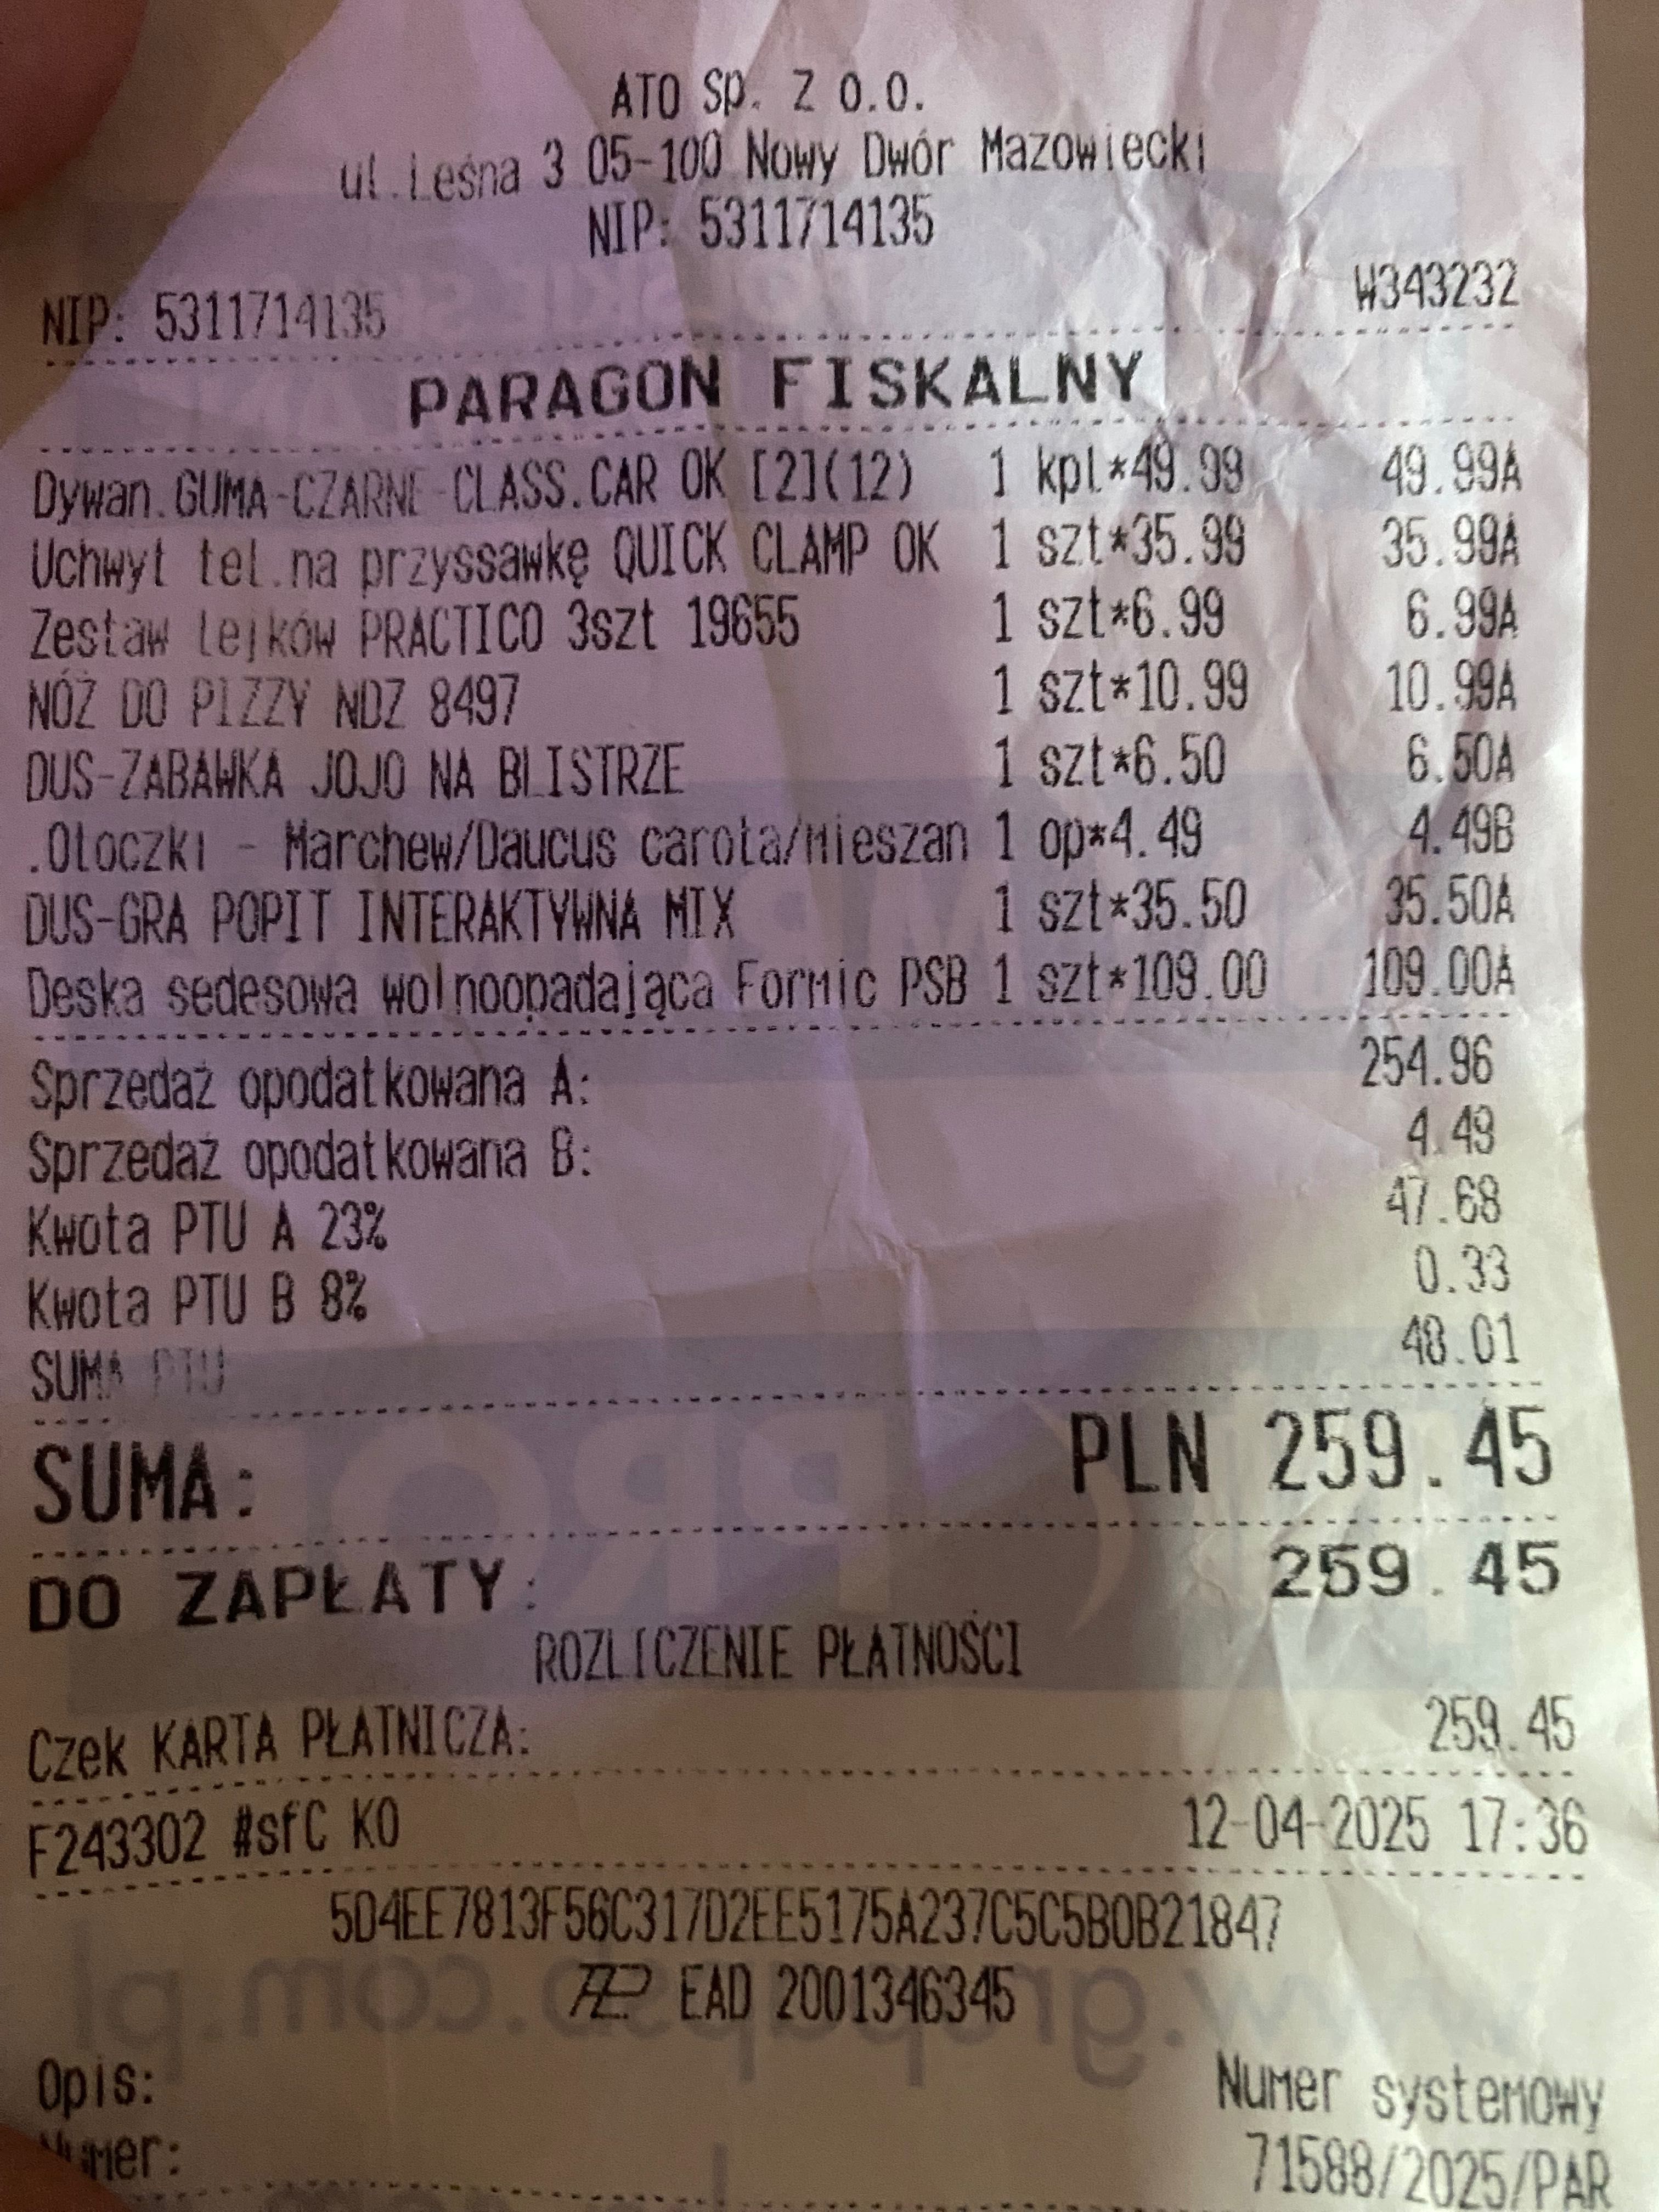 ATO Sp. Z o.o.
ul.Leśna 3 05-100 Nowy Dwór Mazowiecki
NIP: 5311714135
NIP: 5311714135 W343232
PARAGON FISKALNY
Dywan.GUMA-CZARNE-CLASS.CAR OK [2](12) 1 kpl*49.99 49.99A
Uchwyt tel.na przyssawkę QUICK CLAMP OK 1 szt*35.99 35.99A
Zestaw lejków PRACTICO 3szt 19655 1 szt*6.99 6.99A
NÓŻ DO PIZZY NDZ 8497 1 szt*10.99 10.99A
DUS-ZABAWKA JOJO NA BLISTRZE 1 szt*6.50 6.50A
.Otoczki - Marchew/Daucus carota/Mieszan 1 op*4.49 4.49B
DUS-GRA POPIT INTERAKTYWNA MIX 1 szt*35.50 35.50A
Deska sedesowa wolnoopadająca Formic PSB 1 szt*109.00 109.00A
Sprzedaż opodatkowana A: 254.96
Sprzedaż opodatkowana B: 4.49
Kwota PTU A 23% 47.68
Kwota PTU B 8% 0.33
SUMA PTU 48.01
SUMA: PLN 259.45
DO ZAPŁATY: 259.45
ROZLICZENIE PŁATNOŚCI
Czek KARTA PŁATNICZA: 259.45
F243302 #sfC K0 12-04-2025 17:36
5D4EE7813F56C317D2EE5175A237C5C5B0B21847
EAD 2001346345
Opis: Numer systemowy
Numer: 71588/2025/PAR